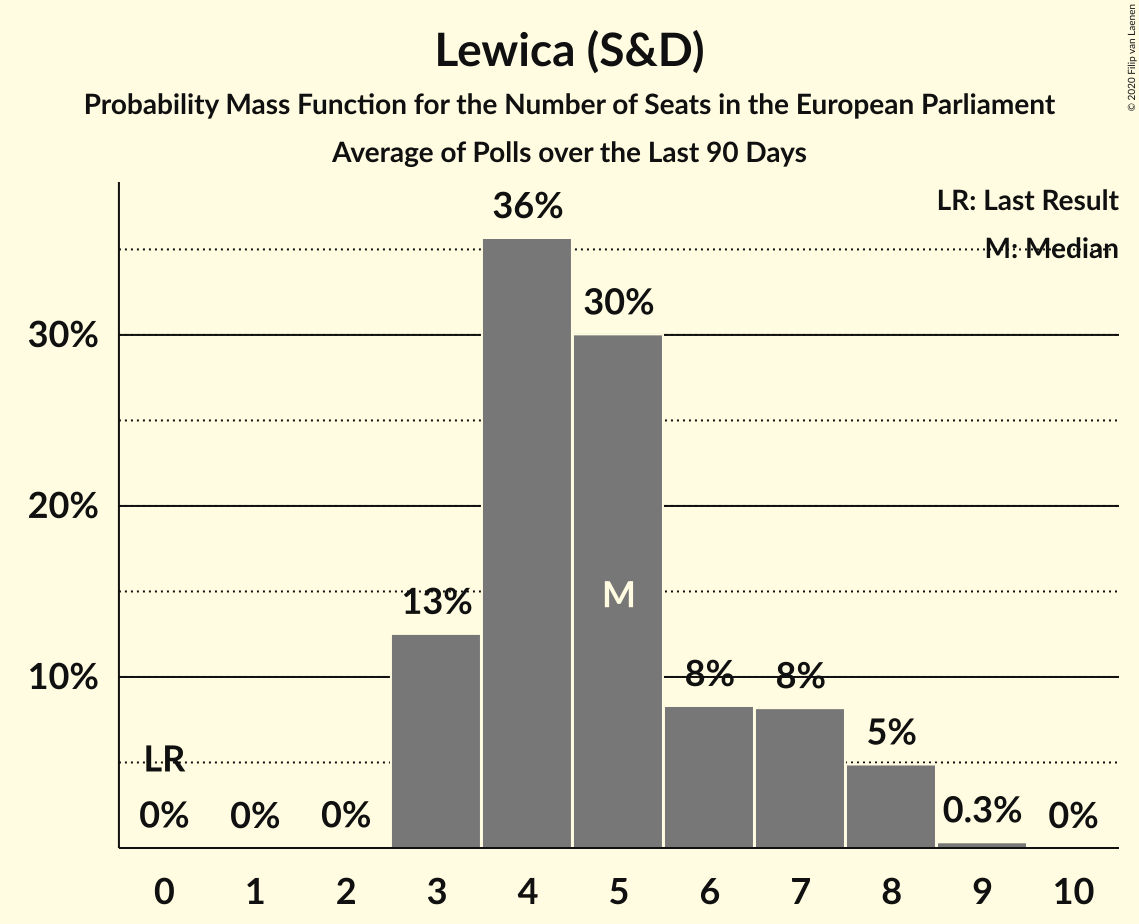 Lewica (S&D)
Probability Mass Function for the Number of Seats in the European Parliament
Average of Polls over the Last 90 Days
© 2020 Filip van Laenen
LR: Last Result
M: Median
36%
30%
30%
20%
13%
M
10%
8%
8%
5%
LR
0%
0%
0%
0.3%
0%
0 1 2 3 4 5 6 7 8 9 10